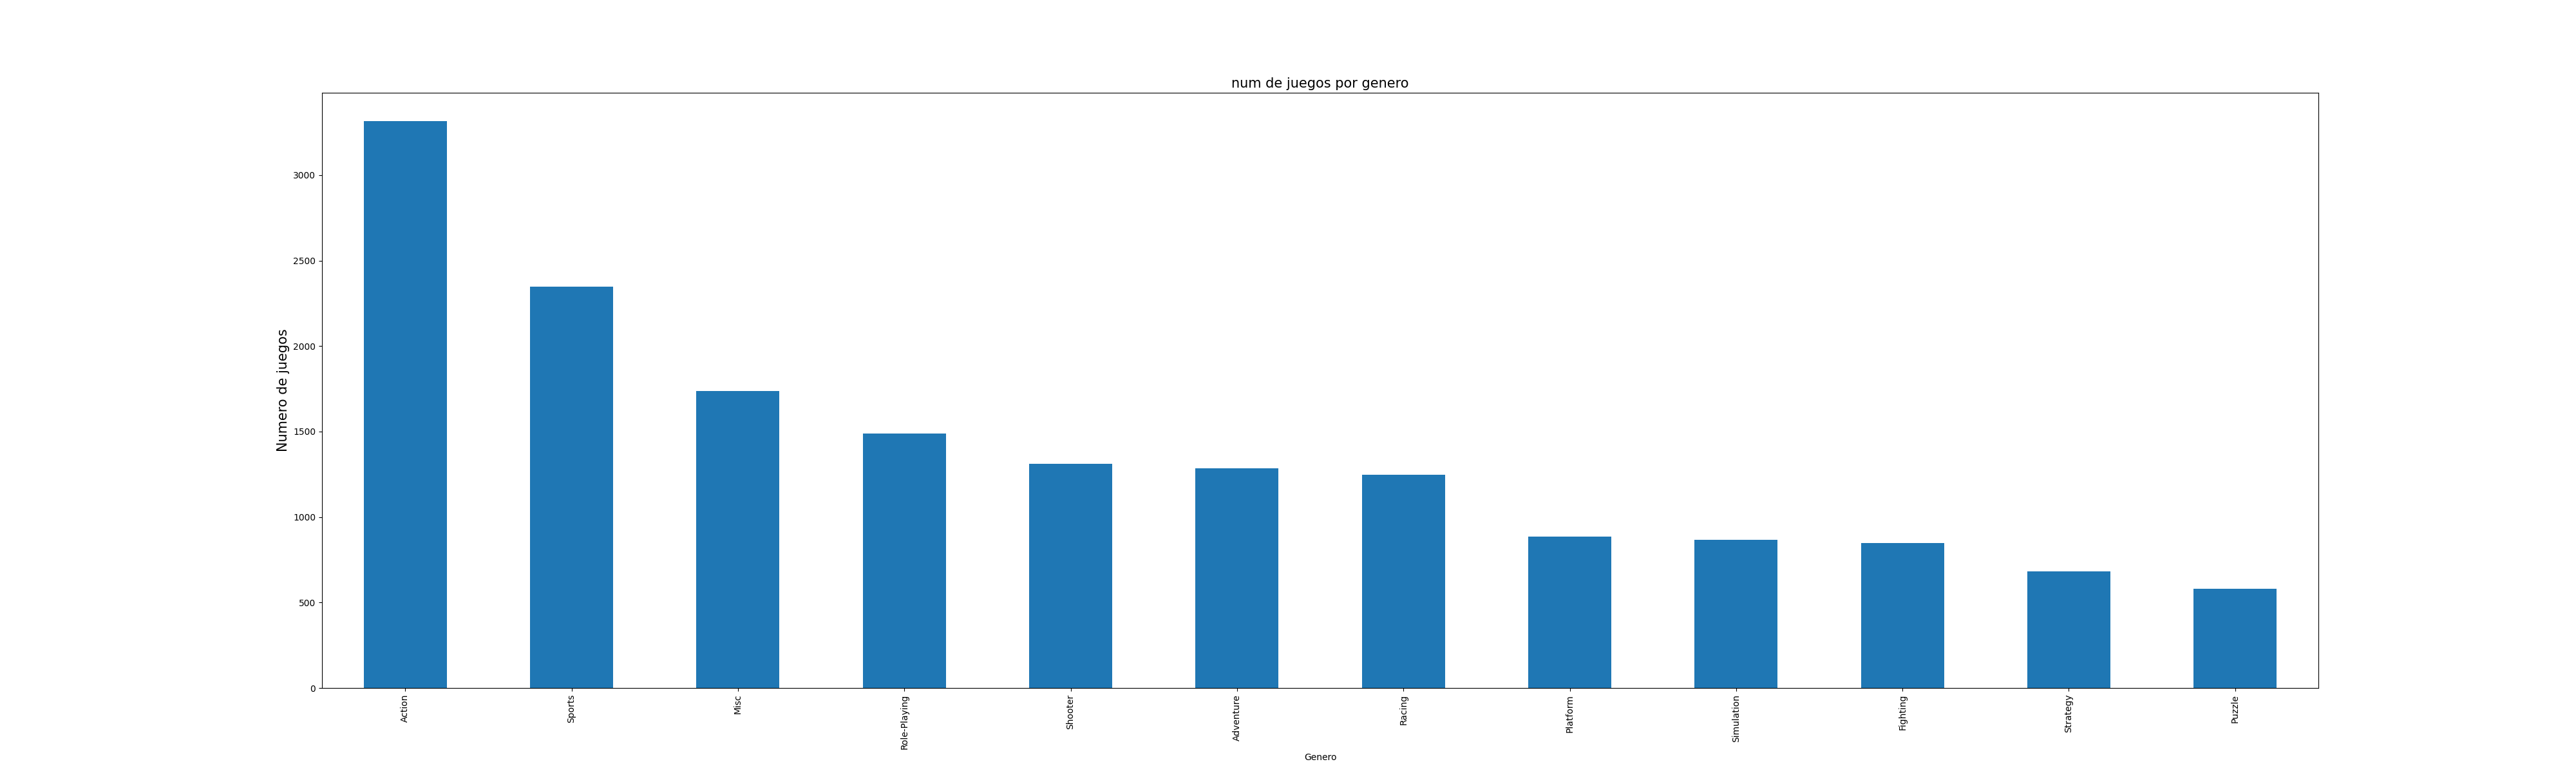 num de juegos por genero
Numero de juegos
3000
2500
2000
1500
1000
500
0
Action
Sports
Misc
Role-Playing
Shooter
Adventure
Racing
Platform
Simulation
Fighting
Strategy
Puzzle
Genero